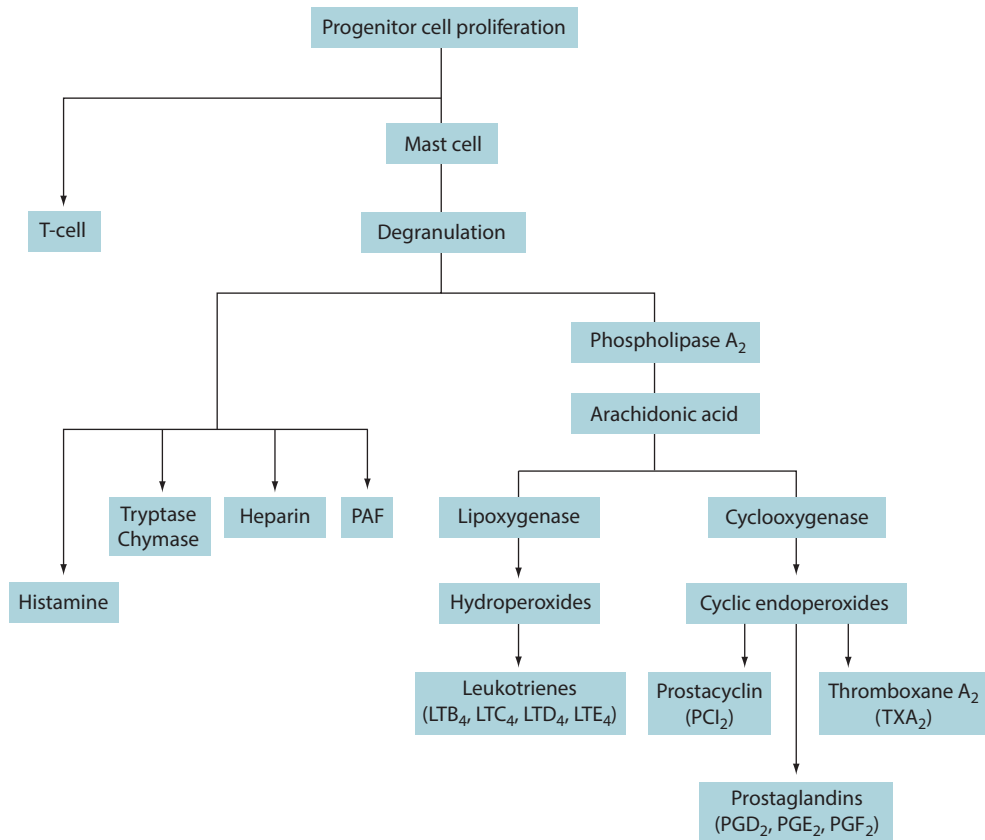 Progenitor cell proliferation
Mast cell
T-cell
Degranulation
Phospholipase A₂
Arachidonic acid
Tryptase
Chymase
Heparin
PAF
Lipoxygenase
Cyclooxygenase
Histamine
Hydroperoxides
Cyclic endoperoxides
Leukotrienes
(LTB₄, LTC₄, LTD₄, LTE₄)
Prostacyclin
(PCI₂)
Thromboxane A₂
(TXA₂)
Prostaglandins
(PGD₂, PGE₂, PGF₂)